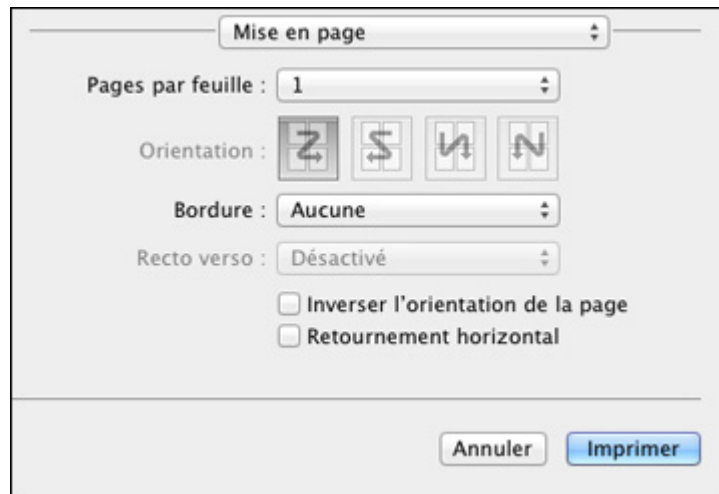 Mise en page
Pages par feuille : 1
Orientation :
Bordure : Aucune
Recto verso : Désactivé
Inverser l'orientation de la page
Retournement horizontal
Annuler Imprimer